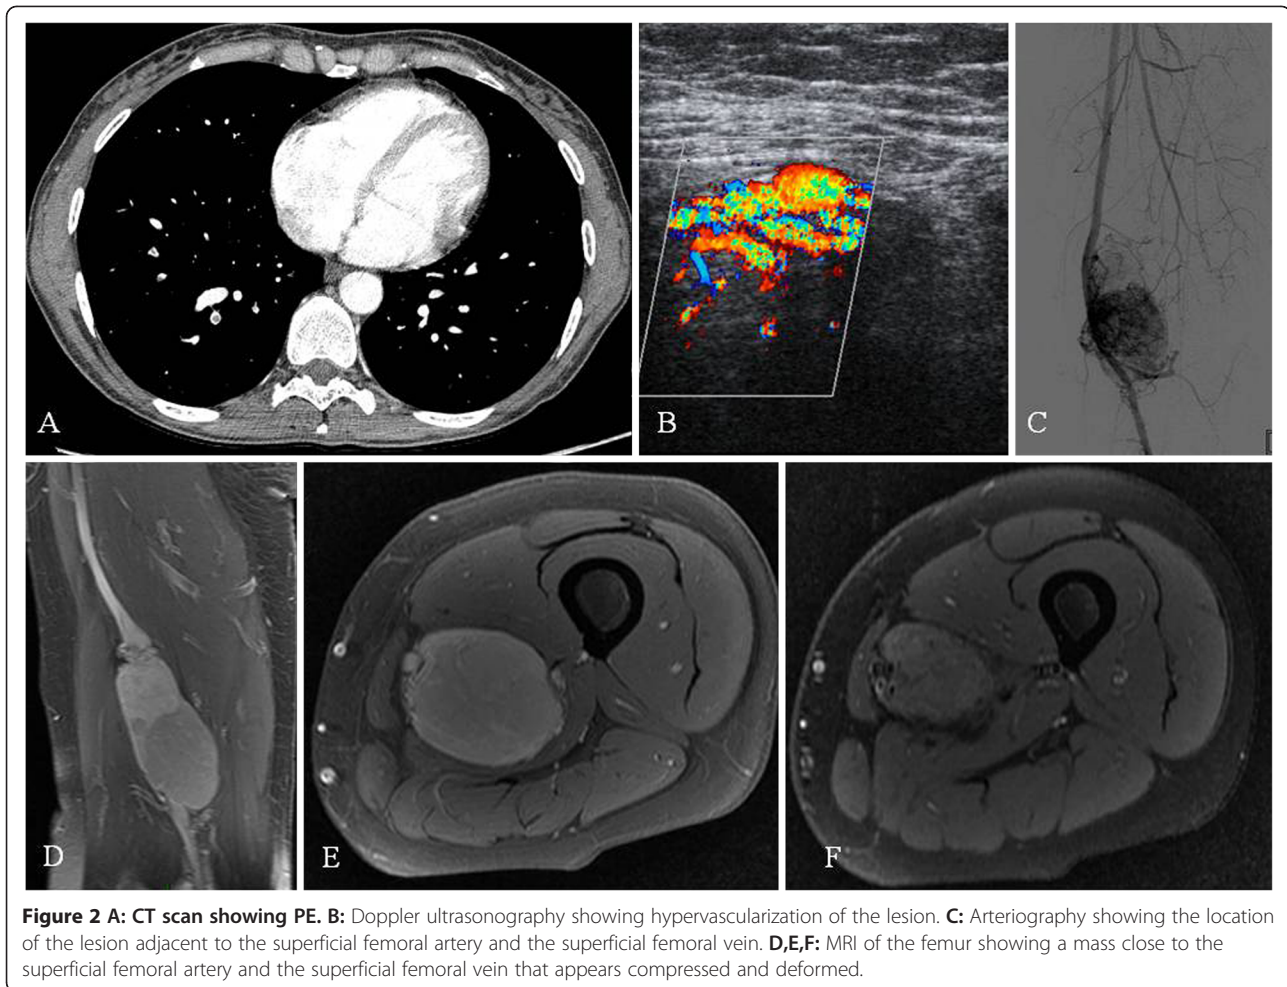 A
B
C
D
E
F
Figure 2 A: CT scan showing PE. B: Doppler ultrasonography showing hypervascularization of the lesion. C: Arteriography showing the location
of the lesion adjacent to the superficial femoral artery and the superficial femoral vein. D,E,F: MRI of the femur showing a mass close to the
superficial femoral artery and the superficial femoral vein that appears compressed and deformed.